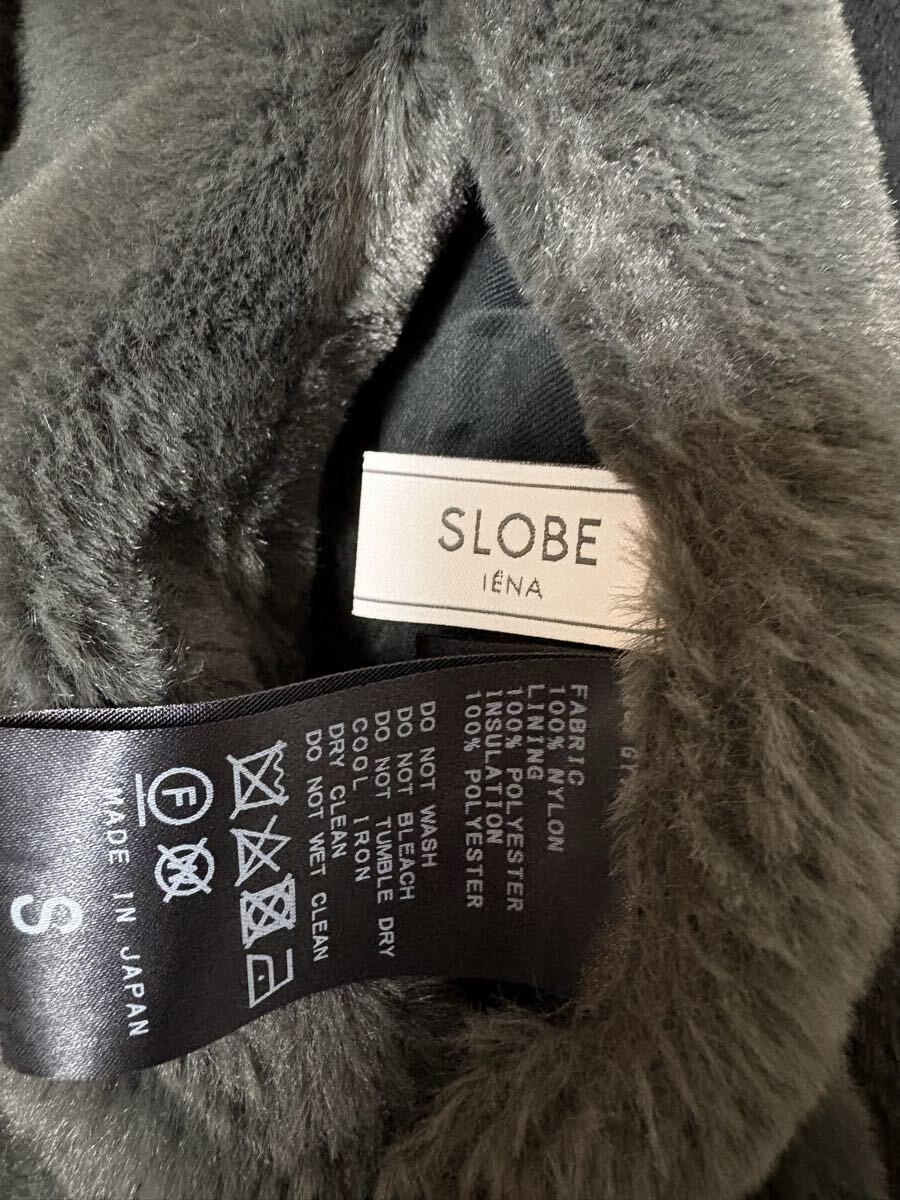 SLOBE
IËNA
FABRIC
100% NYLON
LINING
100% POLYESTER
INSULATION
100% POLYESTER
DO NOT WASH
DO NOT BLEACH
DO NOT TUMBLE DRY
COOL IRON
DRY CLEAN
DO NOT WET CLEAN
F
MADE IN JAPAN
S